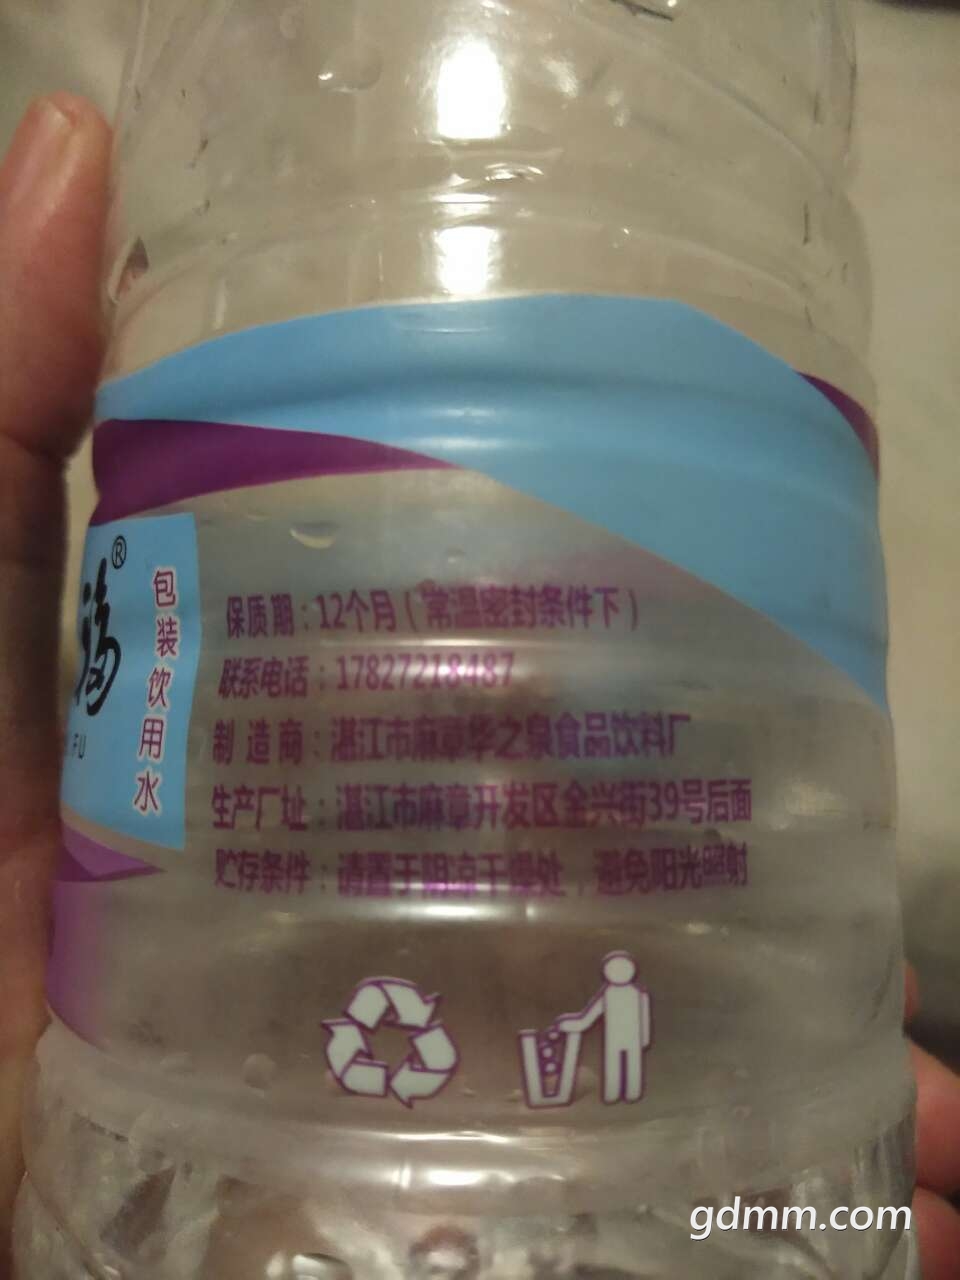 福®
FU
包装饮用水
保质期：12个月（常温密封条件下）
联系电话：17827218487
制造商：湛江市麻章华之泉食品饮料厂
生产厂址：湛江市麻章开发区金兴街39号后面
贮存条件：请置于阴凉干燥处，避免阳光照射
gdmm.com